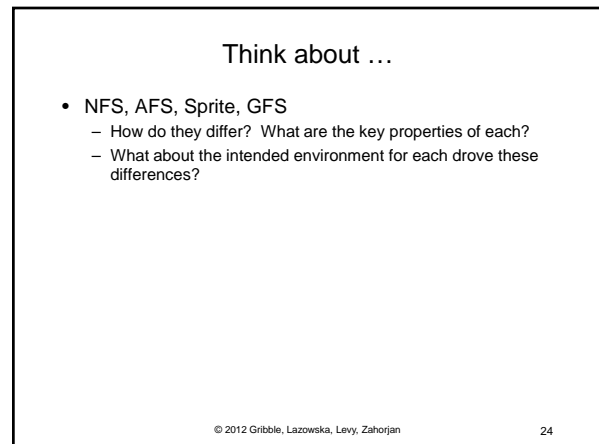 Think about …
• NFS, AFS, Sprite, GFS
– How do they differ? What are the key properties of each?
– What about the intended environment for each drove these
differences?
© 2012 Gribble, Lazowska, Levy, Zahorjan
24